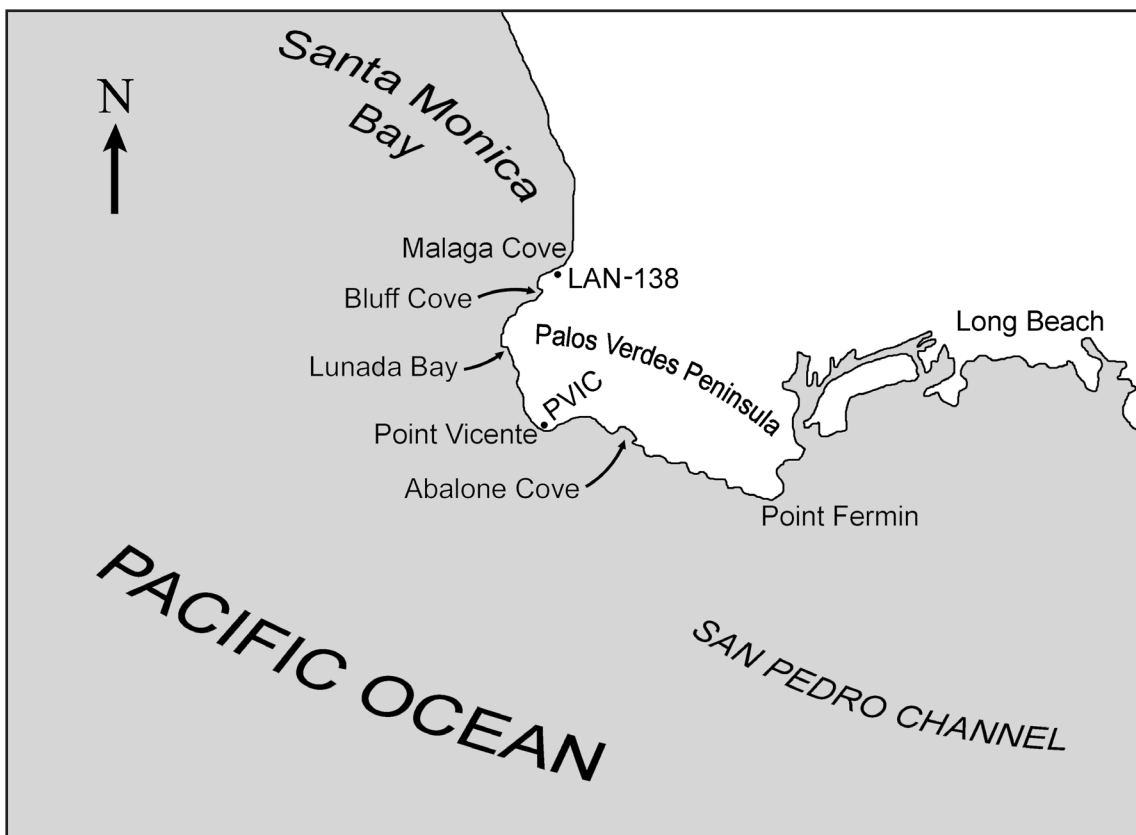 Santa Monica
Bay
N
Malaga Cove
LAN-138
Bluff Cove
Long Beach
Palos Verdes Peninsula
Lunada Bay
PVIC
Point Vicente
Abalone Cove
Point Fermin
PACIFIC OCEAN
SAN PEDRO CHANNEL